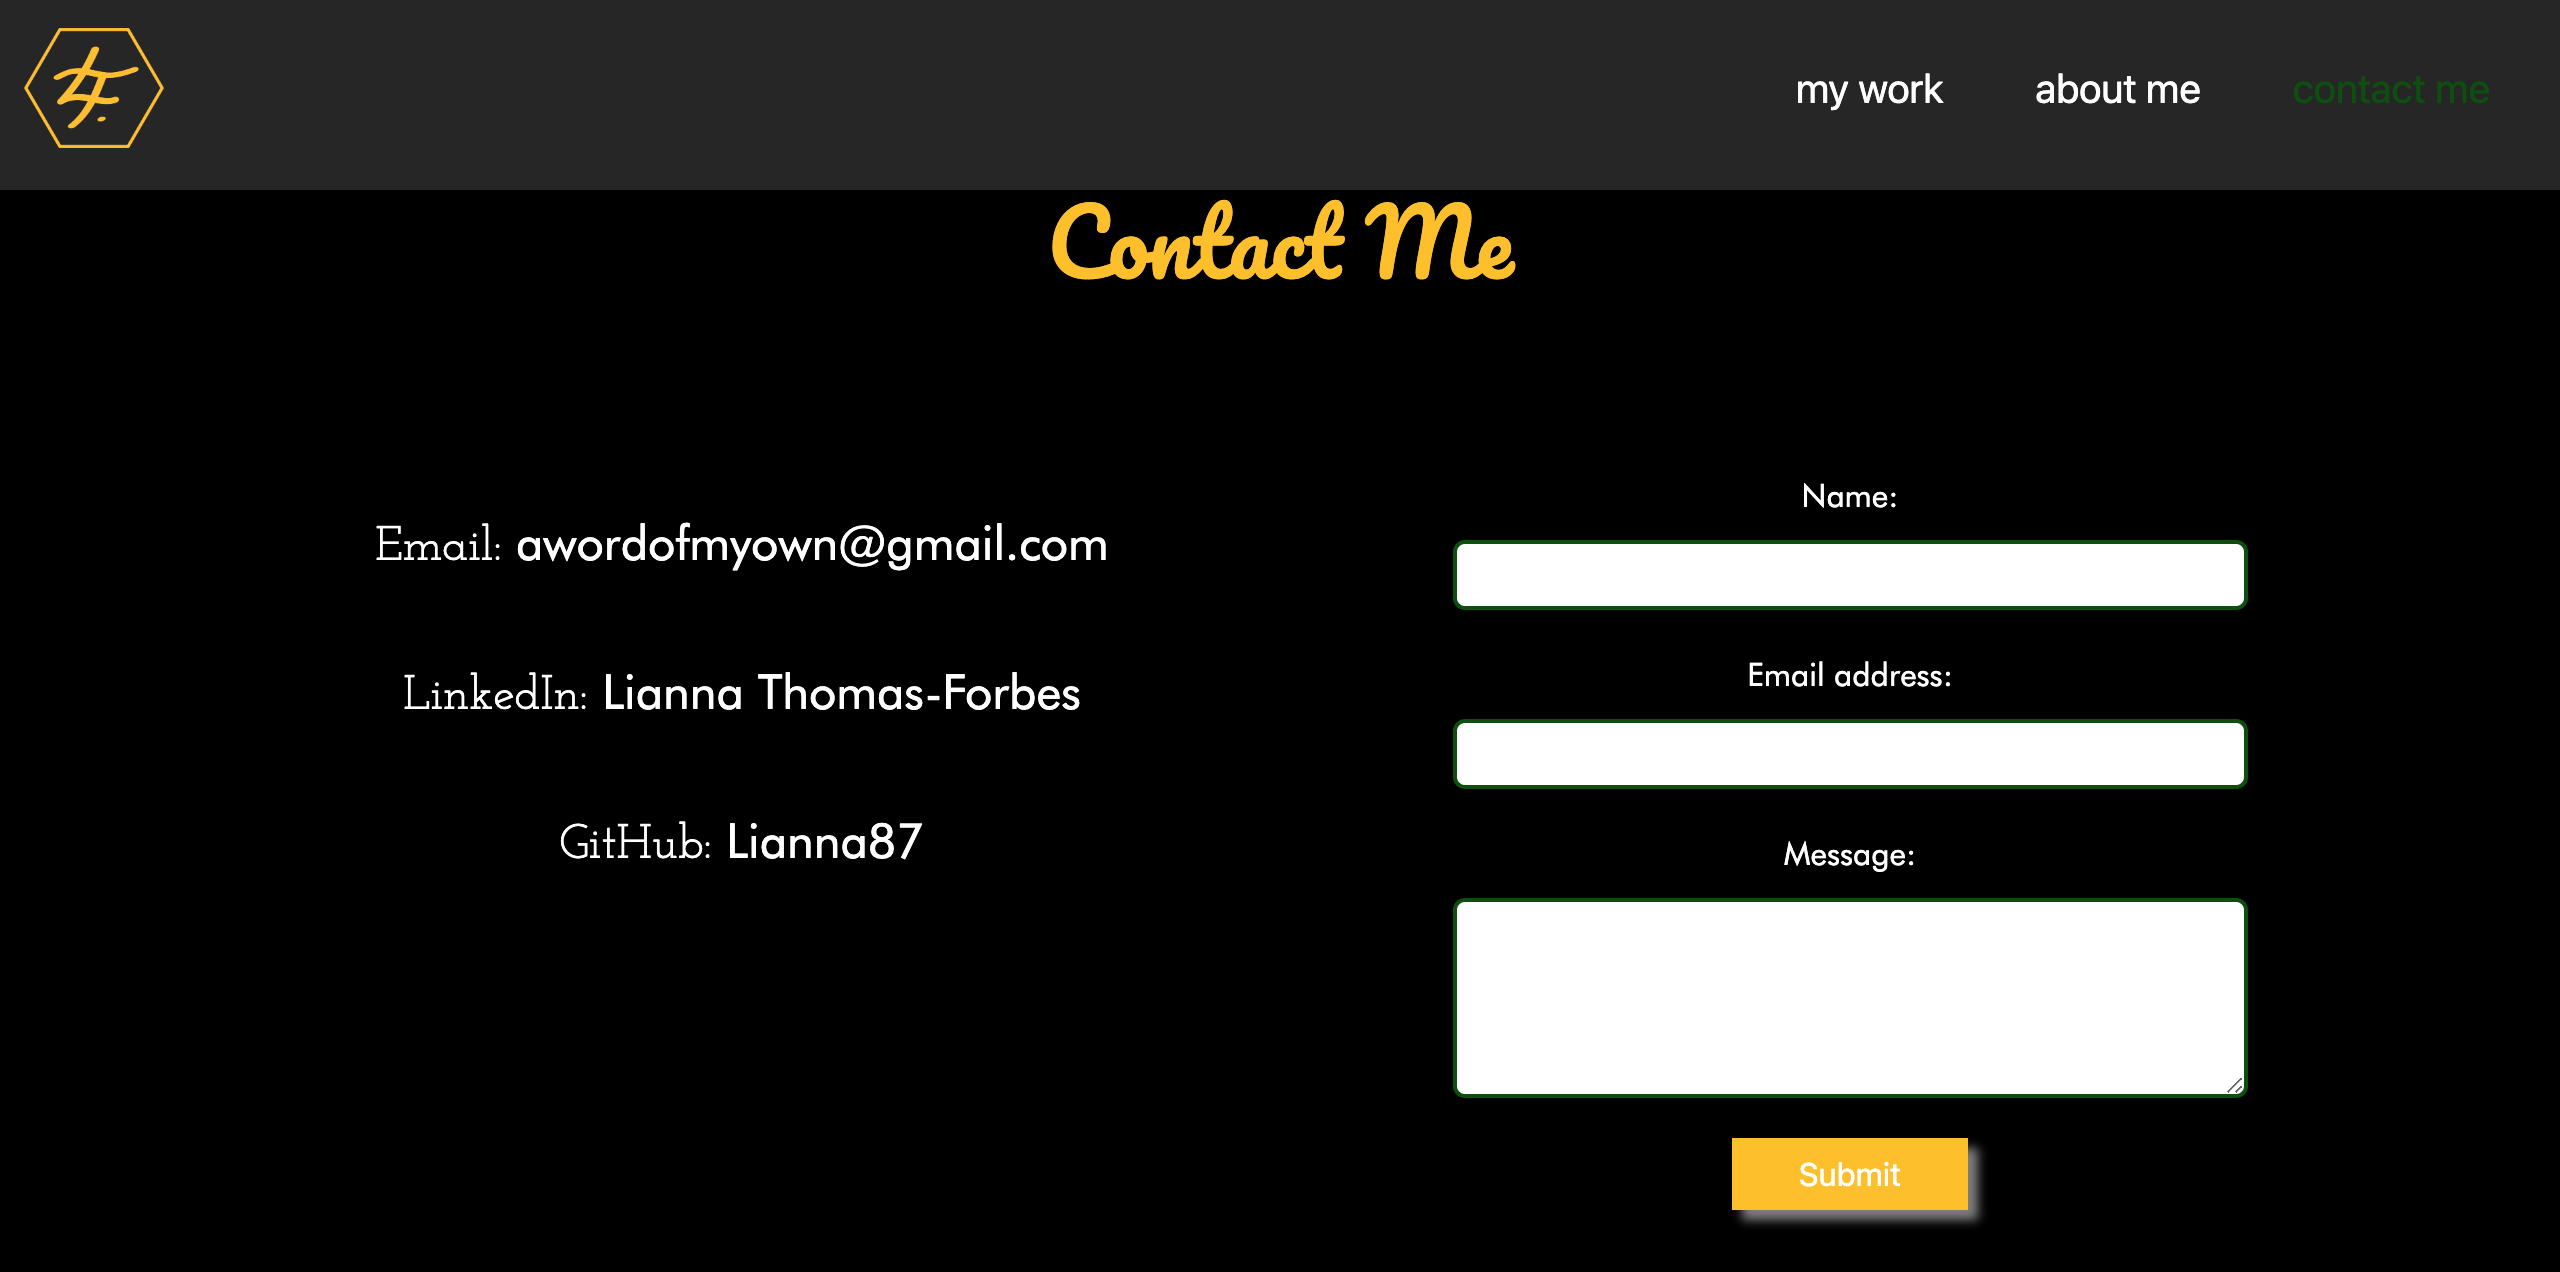 my work
about me
contact me
Contact Me
Email: awordofmyown@gmail.com
LinkedIn: Lianna Thomas-Forbes
GitHub: Lianna87
Name:
Email address:
Message:
Submit